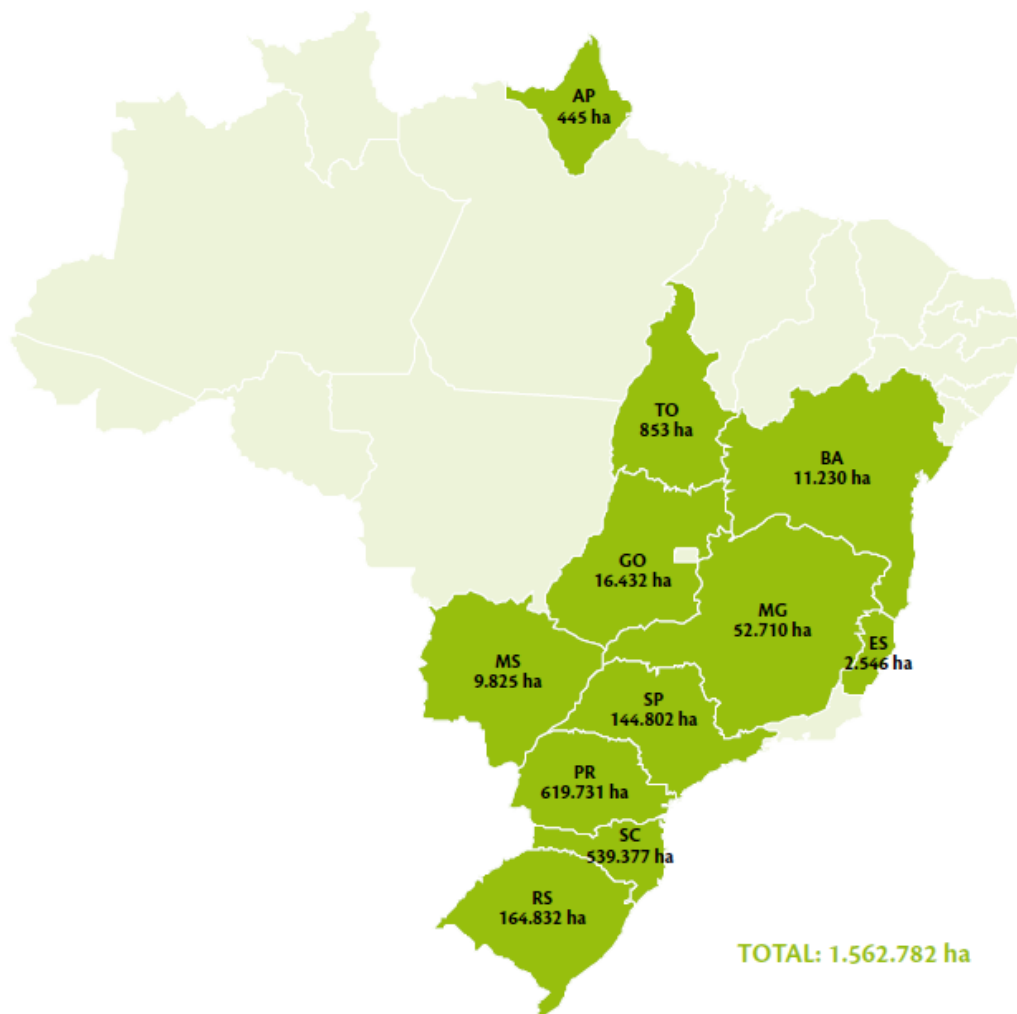 AP
445 ha
TO
853 ha
BA
11.230 ha
GO
16.432 ha
MG
52.710 ha
ES
2.546 ha
MS
9.825 ha
SP
144.802 ha
PR
619.731 ha
SC
539.377 ha
RS
164.832 ha
TOTAL: 1.562.782 ha